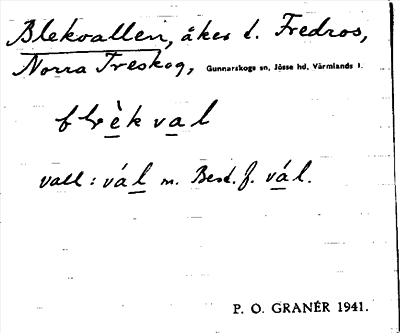 Blekvallen, åker t. Fredros,
Norra Treskog, Gunnarskogs sn, Jösse hd, Värmlands l.
blèkval
vall : vál m. Best. f. vál.
P. O. GRANÉR 1941.